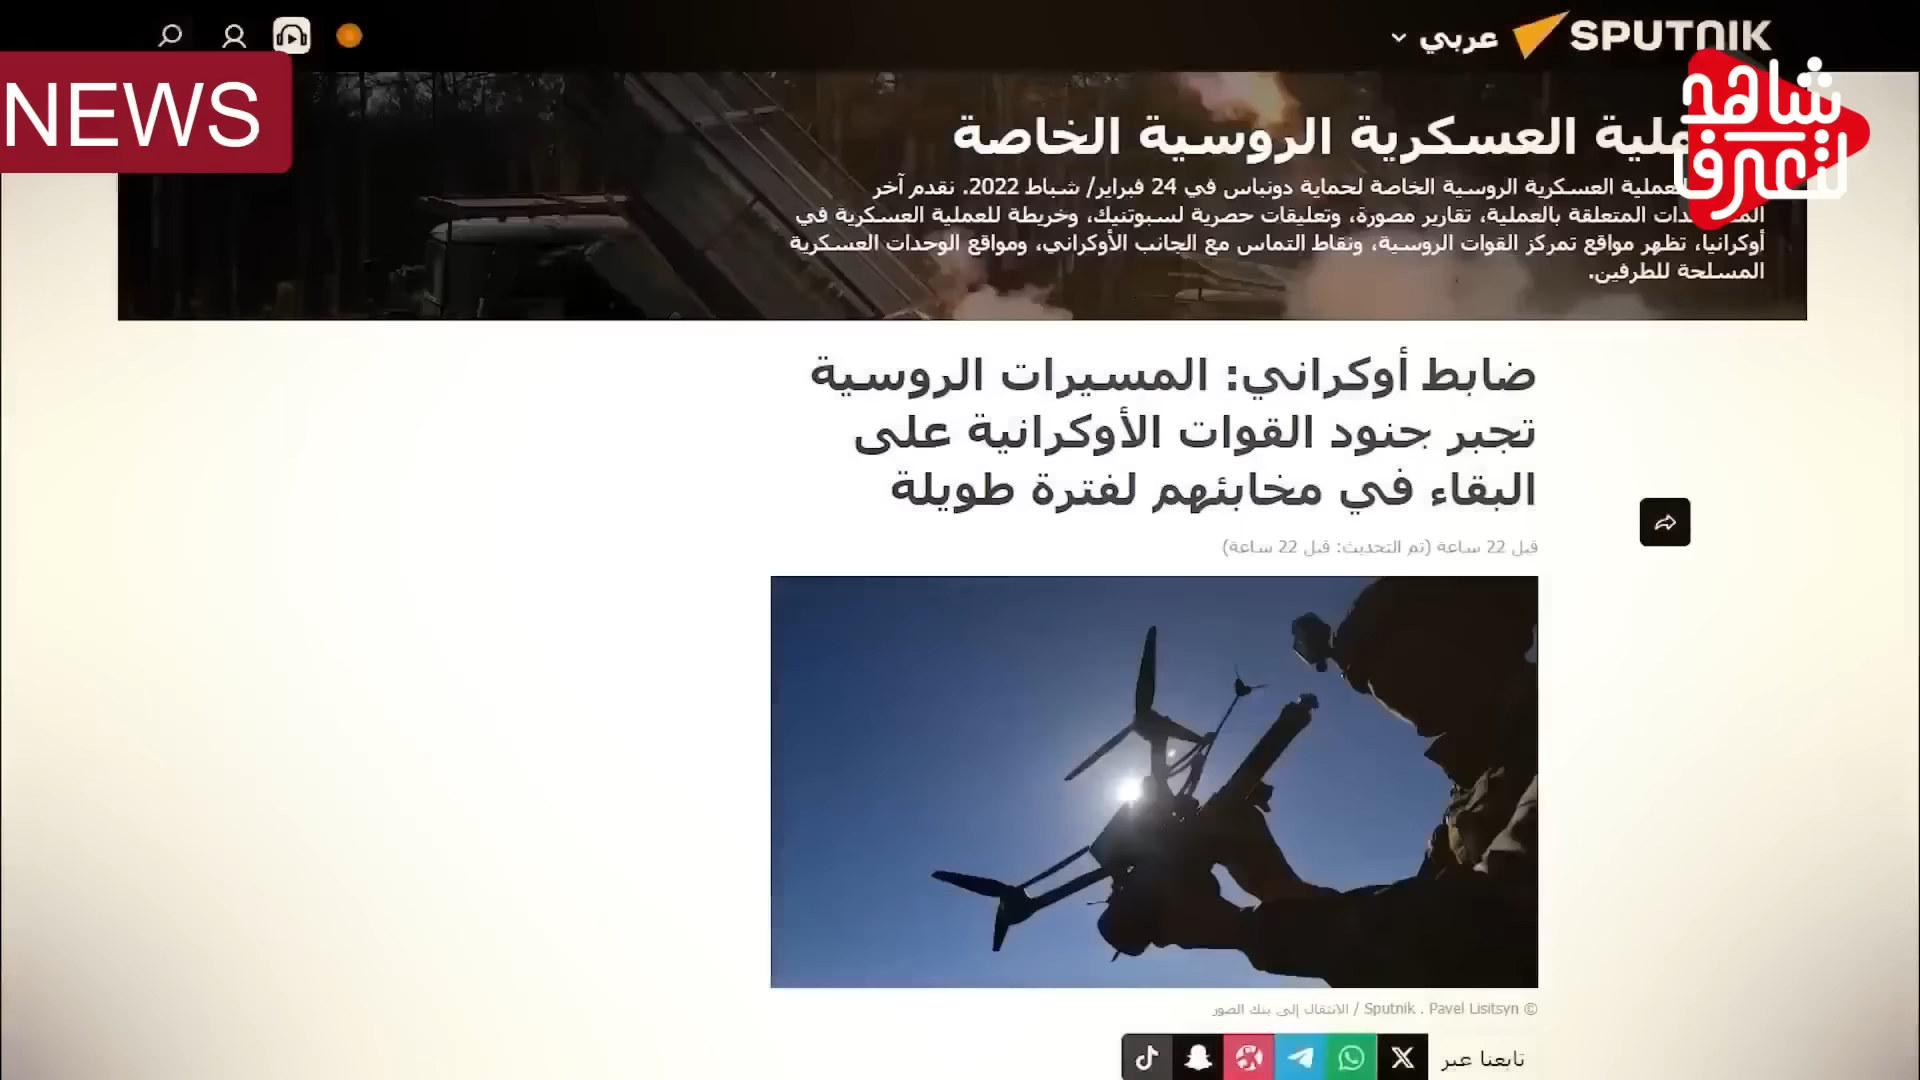 SPUTNIK عربي
شاهد
لتعرف
NEWS
العسكرية الروسية الخاصة
العسكرية الروسية الخاصة لحماية دونباس في 24 فبراير/ شباط 2022. نقدم آخر
المتعلقة بالعملية، تقارير مصورة، وتعليقات حصرية لسبوتنيك، وخريطة للعملية العسكرية في
أوكرانيا، تظهر مواقع تمركز القوات الروسية، ونقاط التماس مع الجانب الأوكراني، ومواقع الوحدات العسكرية
المسلحة للطرفين.
ضابط أوكراني: المسيرات الروسية
تجبر جنود القوات الأوكرانية على
البقاء في مخابئهم لفترة طويلة
قبل 22 ساعة (تم التحديث: قبل 22 ساعة)
© Sputnik . Pavel Lisitsyn / الانتقال إلى بنك الصور
تابعنا عبر